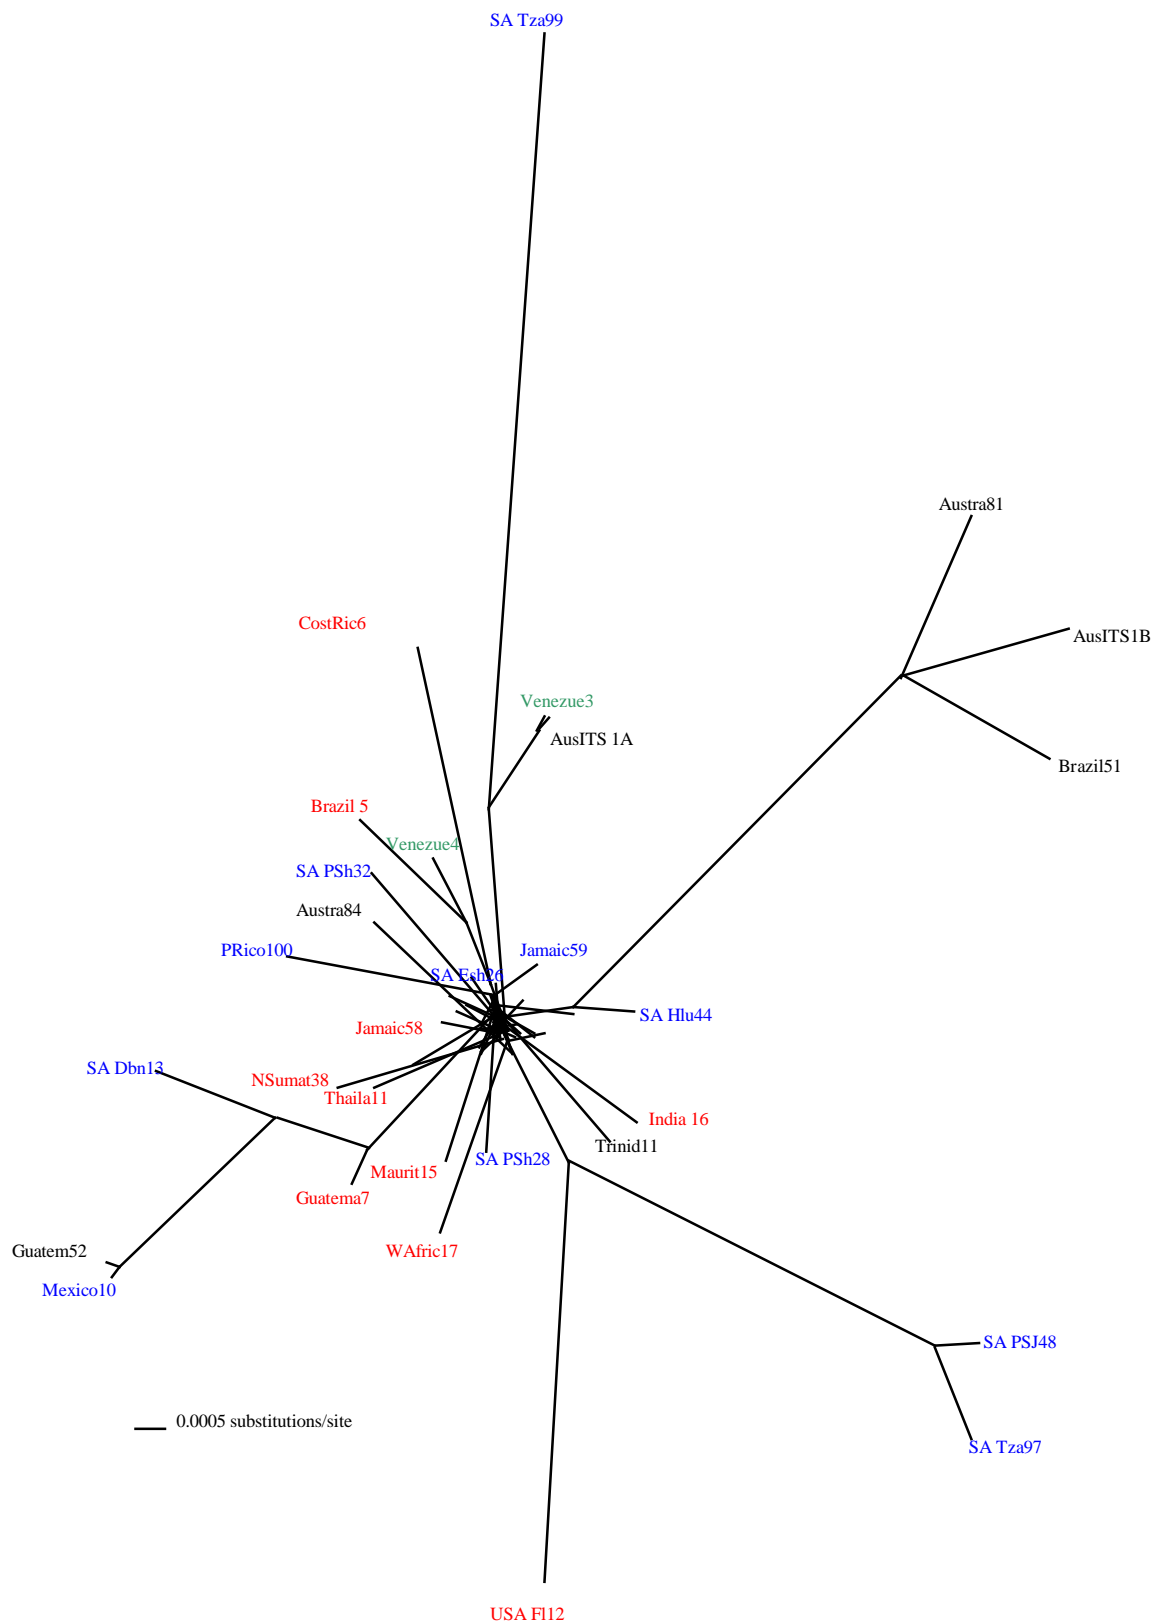 SA Tza99
Austra81
CostRic6
AusITS1B
Venezue3
AusITS 1A
Brazil51
Brazil 5
Venezue4
SA PSh32
Austra84
PRico100
Jamaic59
SA Esh26
SA Hlu44
Jamaic58
SA Dbn13
NSumat38
Thaila11
India 16
Trinid11
SA PSh28
Maurit15
Guatema7
WAfric17
Guatem52
Mexico10
SA PSJ48
0.0005 substitutions/site
SA Tza97
USA Fl12